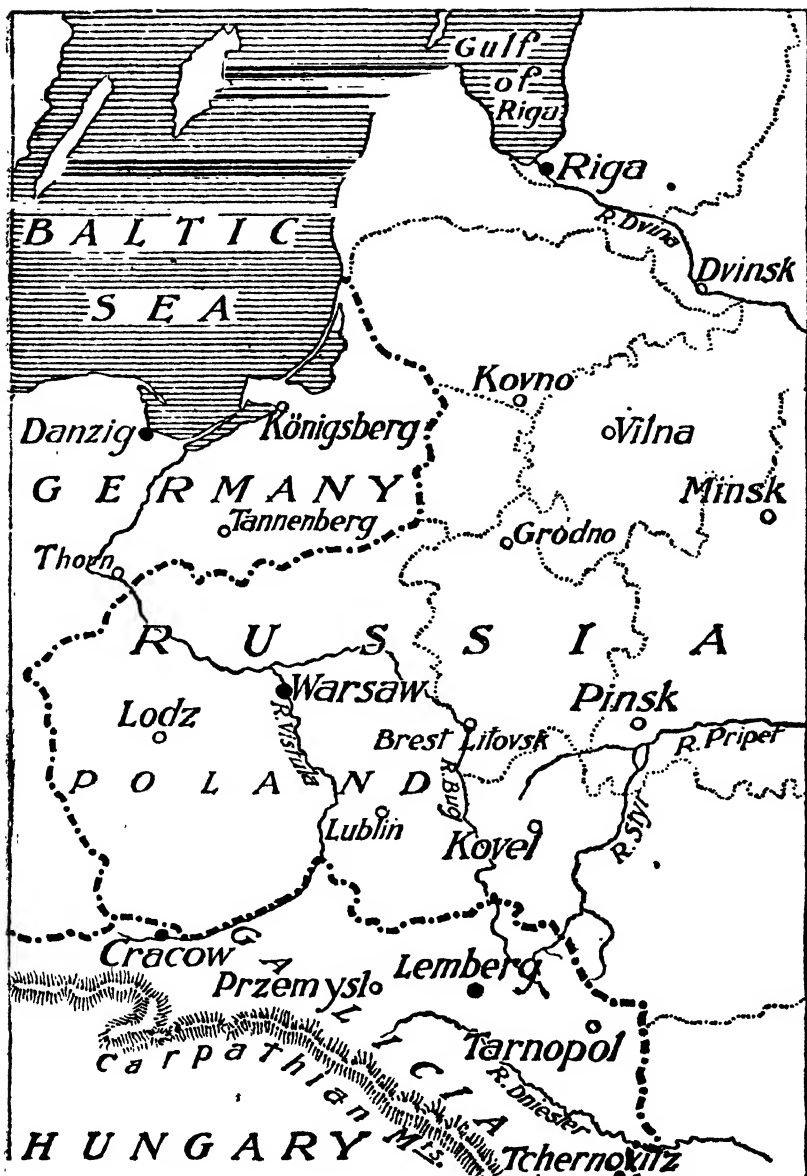 Gulf
of
Riga
Riga
R. Dvina
BALTIC
SEA
Dvinsk
Kovno
Danzig
Königsberg
Vilna
GERMANY
Minsk
Tannenberg
Grodno
Thorn
RUSSIA
Warsaw
Lodz
R. Vistula
Pinsk
Brest Litovsk
R. Pripet
POLAND
R. Bug
Lublin
Kovel
R. Styr
Cracow
GALICIA
Przemysl
Lemberg
Tarnopol
Carpathian Mts.
R. Dniester
HUNGARY
Tchernovitz